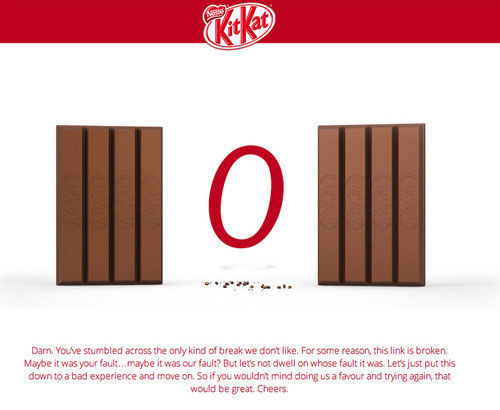 Nestlé
KitKat
0
Darn. You've stumbled across the only kind of break we don't like. For some reason, this link is broken.
Maybe it was your fault…maybe it was our fault? But let's not dwell on whose fault it was. Let's just put this
down to a bad experience and move on. So if you wouldn't mind doing us a favour and trying again, that
would be great. Cheers.